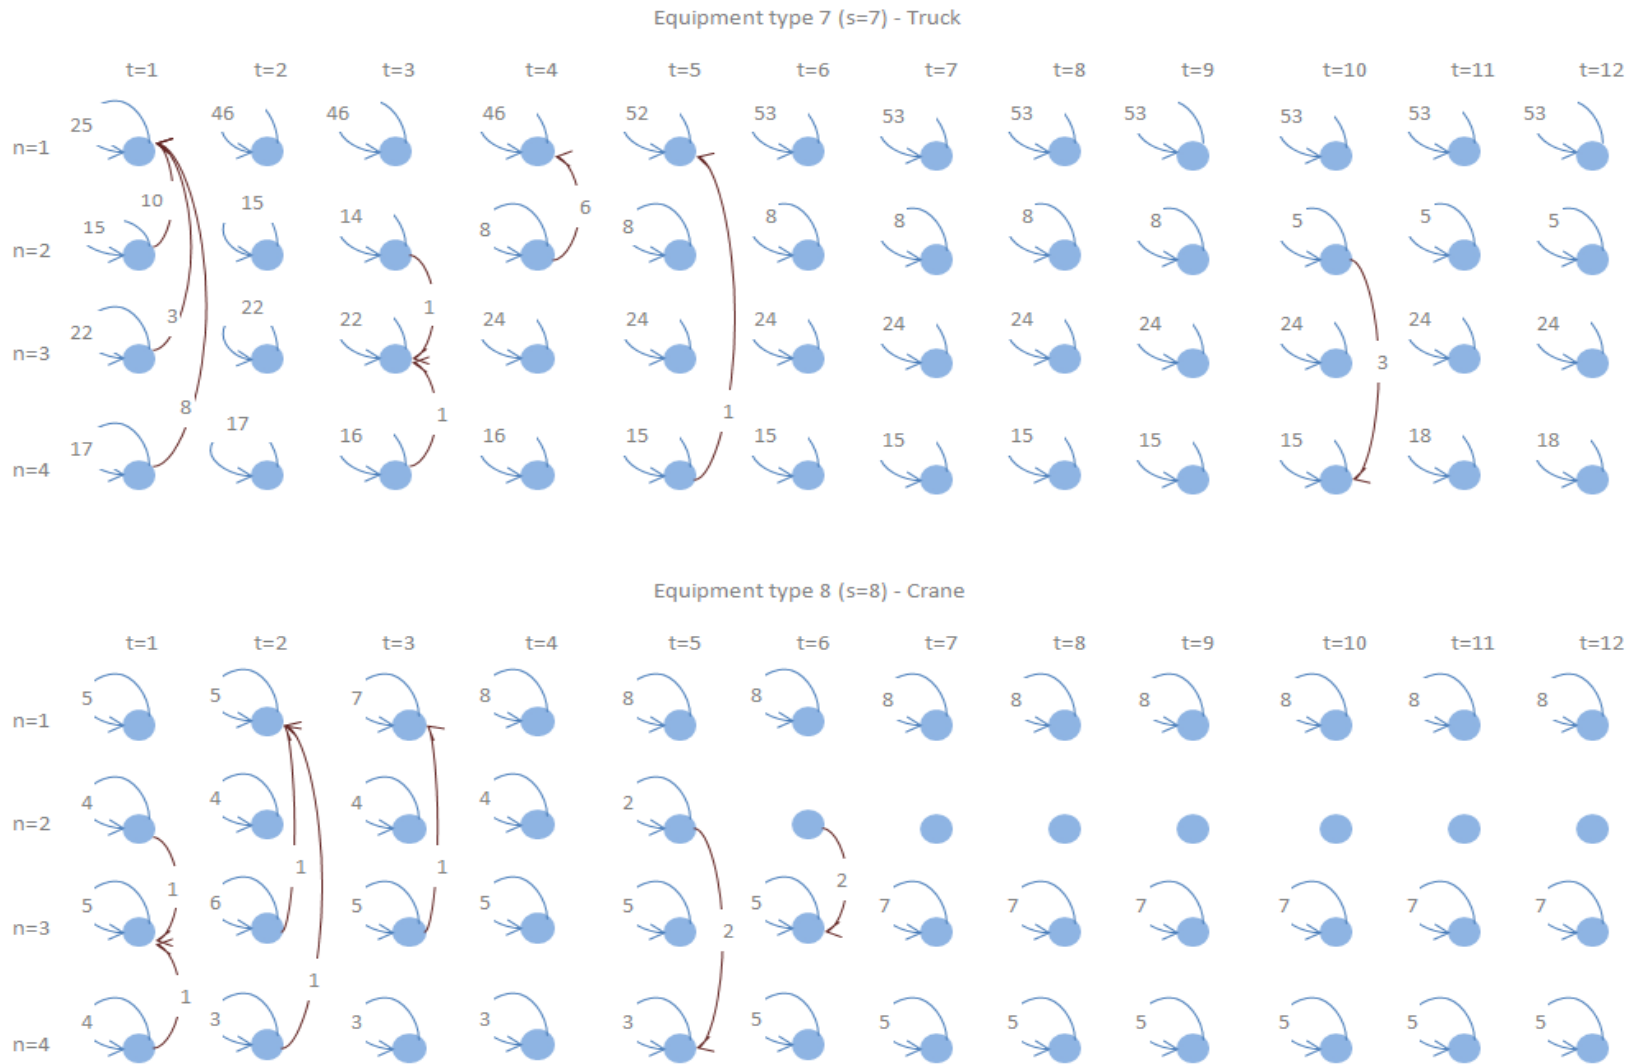 Equipment type 7 (s=7) - Truck
t=1 t=2 t=3 t=4 t=5 t=6 t=7 t=8 t=9 t=10 t=11 t=12
25 46 46 46 52 53 53 53 53 53 53 53
n=1
10 15 14 6
15 8 8 8 8 8 8 5 5 5
n=2
3 22 1
22 22 24 24 24 24 24 24 24 24 24
n=3
3
8 17 1 1
17 16 16 15 15 15 15 15 15 18 18
n=4
Equipment type 8 (s=8) - Crane
t=1 t=2 t=3 t=4 t=5 t=6 t=7 t=8 t=9 t=10 t=11 t=12
5 5 7 8 8 8 8 8 8 8 8 8
n=1
4 4 4 4 2
n=2
1 1 1 2
5 6 5 5 5 5 7 7 7 7 7 7
n=3
2
1 1
4 3 3 3 3 5 5 5 5 5 5 5
n=4